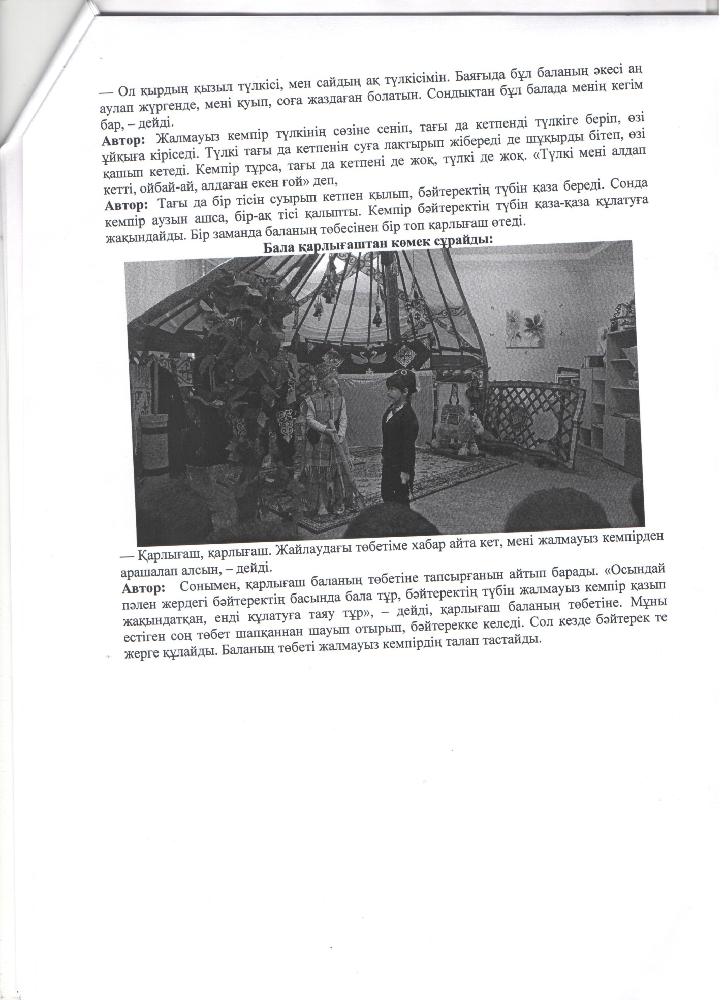 — Ол қырдың қызыл түлкісі, мен сайдың ақ түлкісімін. Баяғыда бұл баланың әкесі аң
аулап жүргенде, мені қуып, соға жаздаған болатын. Сондықтан бұл балада менің кегім
бар, – дейді.
Автор: Жалмауыз кемпір түлкінің сөзіне сеніп, тағы да кетпенді түлкіге беріп, өзі
ұйқыға кіріседі. Түлкі тағы да кетпенін суға лақтырып жібереді де шұқырды бітеп, өзі
қашып кетеді. Кемпір тұрса, тағы да кетпені де жоқ, түлкі де жоқ. «Түлкі мені алдап
кетті, ойбай-ай, алдаған екен ғой» деп,
Автор: Тағы да бір тісін суырып кетпен қылып, бәйтеректің түбін қаза береді. Сонда
кемпір аузын ашса, бір-ақ тісі қалыпты. Кемпір бәйтеректің түбін қаза-қаза құлатуға
жақындайды. Бір заманда баланың төбесінен бір топ қарлығаш өтеді.
Бала қарлығаштан көмек сұрайды:
— Қарлығаш, қарлығаш. Жайлаудағы төбетіме хабар айта кет, мені жалмауыз кемпірден
арашалап алсын, – дейді.
Автор: Сонымен, қарлығаш баланың төбетіне тапсырғанын айтып барады. «Осындай
пәлен жердегі бәйтеректің басында бала тұр, бәйтеректің түбін жалмауыз кемпір қазып
жақындатқан, енді құлатуға таяу тұр», – дейді, қарлығаш баланың төбетіне. Мұны
естіген соң төбет шапқаннан шауып отырып, бәйтерекке келеді. Сол кезде бәйтерек те
жерге құлайды. Баланың төбеті жалмауыз кемпірдің талап тастайды.